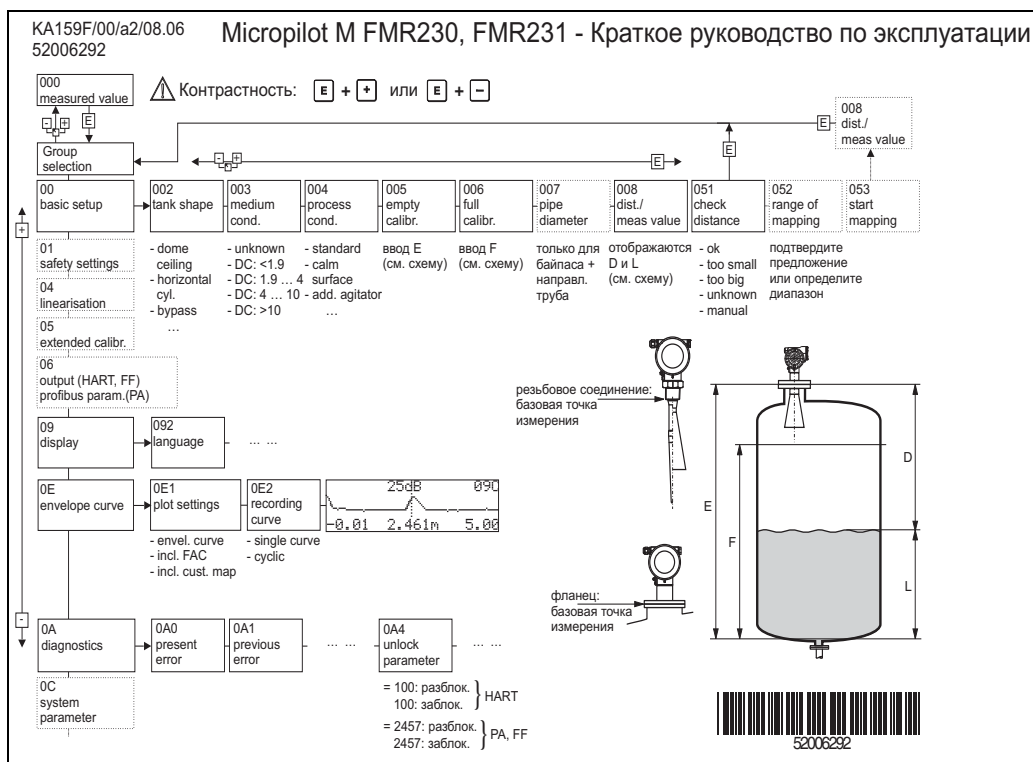 KA159F/00/a2/08.06
52006292
Micropilot M FMR230, FMR231 - Краткое руководство по эксплуатации
000
measured value
Контрастность: E + + или E + −
- +
E
Group
selection
- +
E
E
E
008
dist./
meas value
00
basic setup
002
tank shape
003
medium
cond.
004
process
cond.
005
empty
calibr.
006
full
calibr.
007
pipe
diameter
008
dist./
meas value
051
check
distance
052
range of
mapping
053
start
mapping
- dome
ceiling
- horizontal
cyl.
- bypass
...
- unknown
- DC: <1.9
- DC: 1.9 ... 4
- DC: 4 ... 10
- DC: >10
- standard
- calm
surface
- add. agitator
...
ввод E
(см. схему)
ввод F
(см. схему)
только для
байпаса +
направл.
труба
отображаются
D и L
(см. схему)
- ok
- too small
- too big
- unknown
- manual
подтвердите
предложение
или определите
диапазон
+
01
safety settings
04
linearisation
05
extended calibr.
06
output (HART, FF)
profibus param.(PA)
09
display
092
language
... ...
0E
envelope curve
0E1
plot settings
0E2
recording
curve
25dB 09C
-0.01 2.461m 5.00
- envel. curve
- incl. FAC
- incl. cust. map
- single curve
- cyclic
резьбовое соединение:
базовая точка
измерения
фланец:
базовая точка
измерения
E
F
D
L
-
0A
diagnostics
0A0
present
error
0A1
previous
error
... ...
0A4
unlock
parameter
... ...
0C
system
parameter
= 100: разблок.
100: заблок.
} HART
= 2457: разблок.
2457: заблок.
} PA, FF
52006292